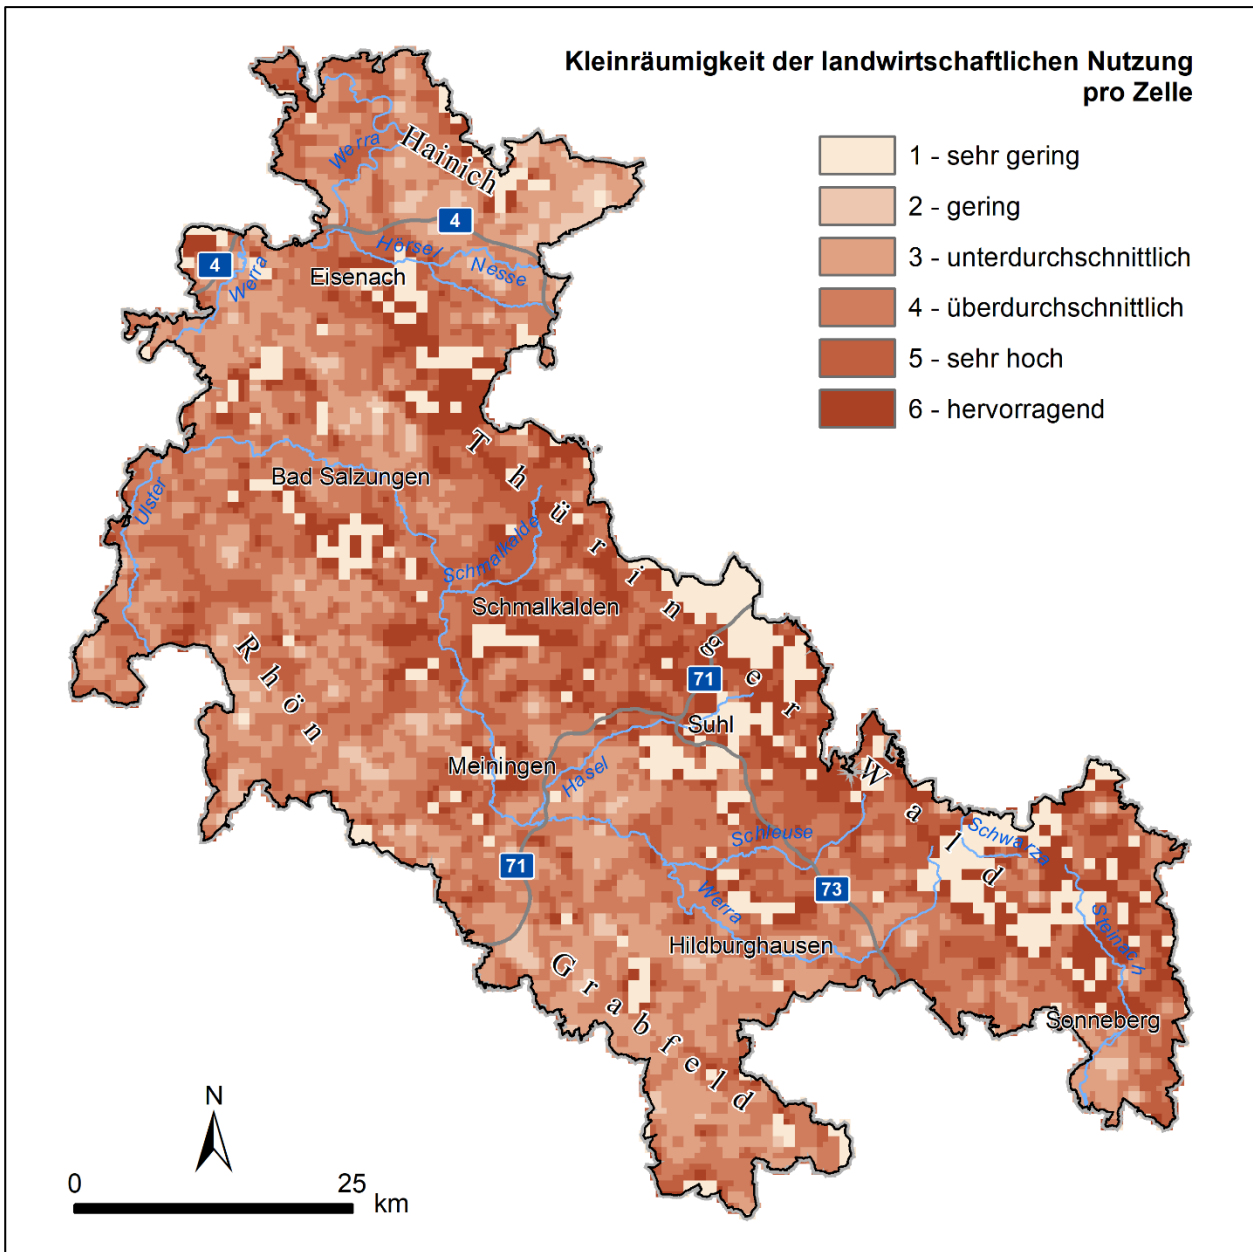 Kleinräumigkeit der landwirtschaftlichen Nutzung
pro Zelle
1 - sehr gering
2 - gering
3 - unterdurchschnittlich
4 - überdurchschnittlich
5 - sehr hoch
6 - hervorragend
Werra
Hainich
4
4
Hörsel
Nesse
Werra
Eisenach
Thüringer
Bad Salzungen
Ulster
Schmalkalde
Schmalkalden
Rhön
71
Suhl
Meiningen
Hasel
Wald
Schleuse
Schwarza
71
73
Werra
Steinach
Hildburghausen
Grabfeld
Sonneberg
N
0 25
km